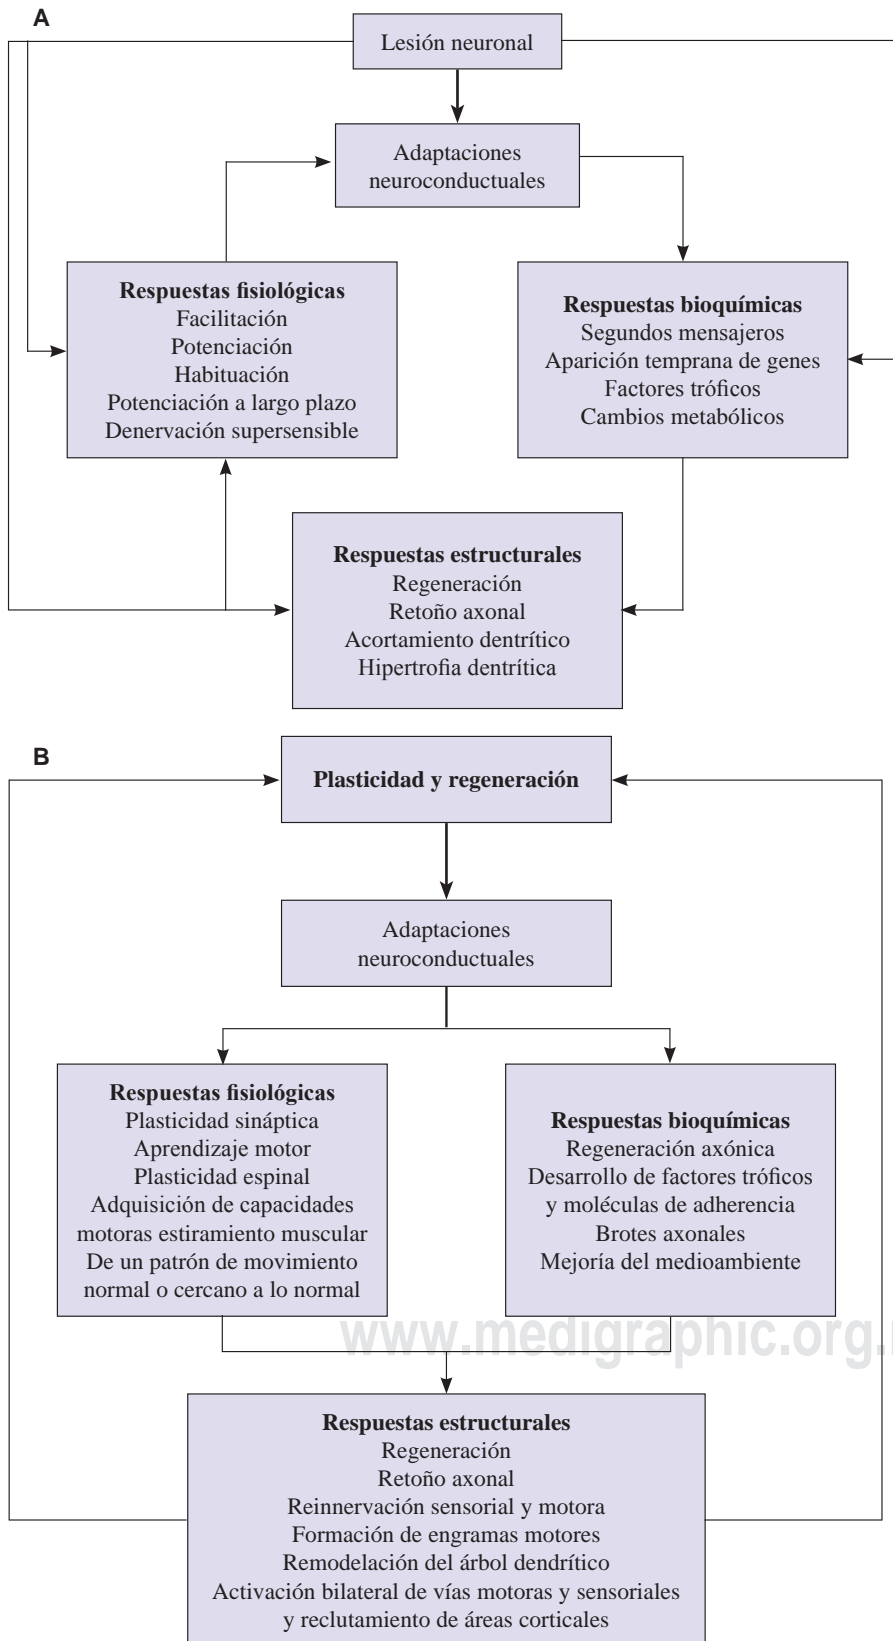 A
Lesión neuronal
Adaptaciones
neuroconductuales
Respuestas fisiológicas
Facilitación
Potenciación
Habituación
Potenciación a largo plazo
Denervación supersensible
Respuestas bioquímicas
Segundos mensajeros
Aparición temprana de genes
Factores tróficos
Cambios metabólicos
Respuestas estructurales
Regeneración
Retoño axonal
Acortamiento dentrítico
Hipertrofia dentrítica
B
Plasticidad y regeneración
Adaptaciones
neuroconductuales
Respuestas fisiológicas
Plasticidad sináptica
Aprendizaje motor
Plasticidad espinal
Adquisición de capacidades
motoras estiramiento muscular
De un patrón de movimiento
normal o cercano a lo normal
Respuestas bioquímicas
Regeneración axónica
Desarrollo de factores tróficos
y moléculas de adherencia
Brotes axonales
Mejoría del medioambiente
www.medigraphic.org.
Respuestas estructurales
Regeneración
Retoño axonal
Reinnervación sensorial y motora
Formación de engramas motores
Remodelación del árbol dendrítico
Activación bilateral de vías motoras y sensoriales
y reclutamiento de áreas corticales